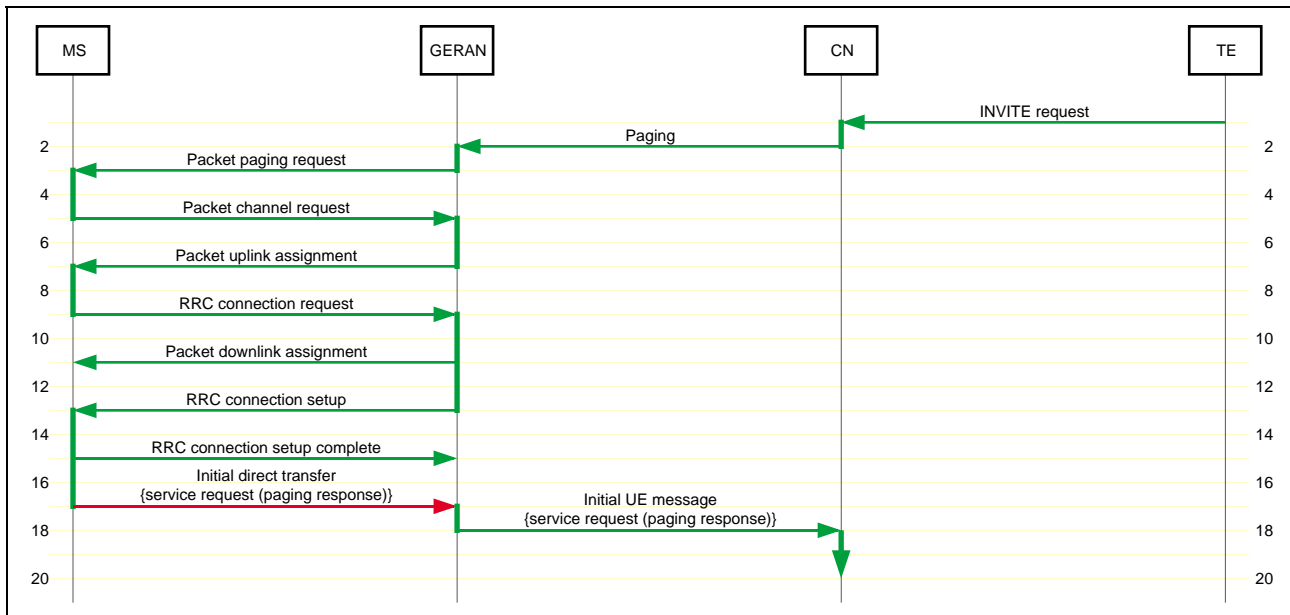 MS
GERAN
CN
TE
INVITE request
Paging
2
2
Packet paging request
4
4
Packet channel request
6
6
Packet uplink assignment
8
8
RRC connection request
10
10
Packet downlink assignment
12
12
RRC connection setup
14
14
RRC connection setup complete
Initial direct transfer
16
16
{service request (paging response)}
Initial UE message
{service request (paging response)}
18
18
20
20